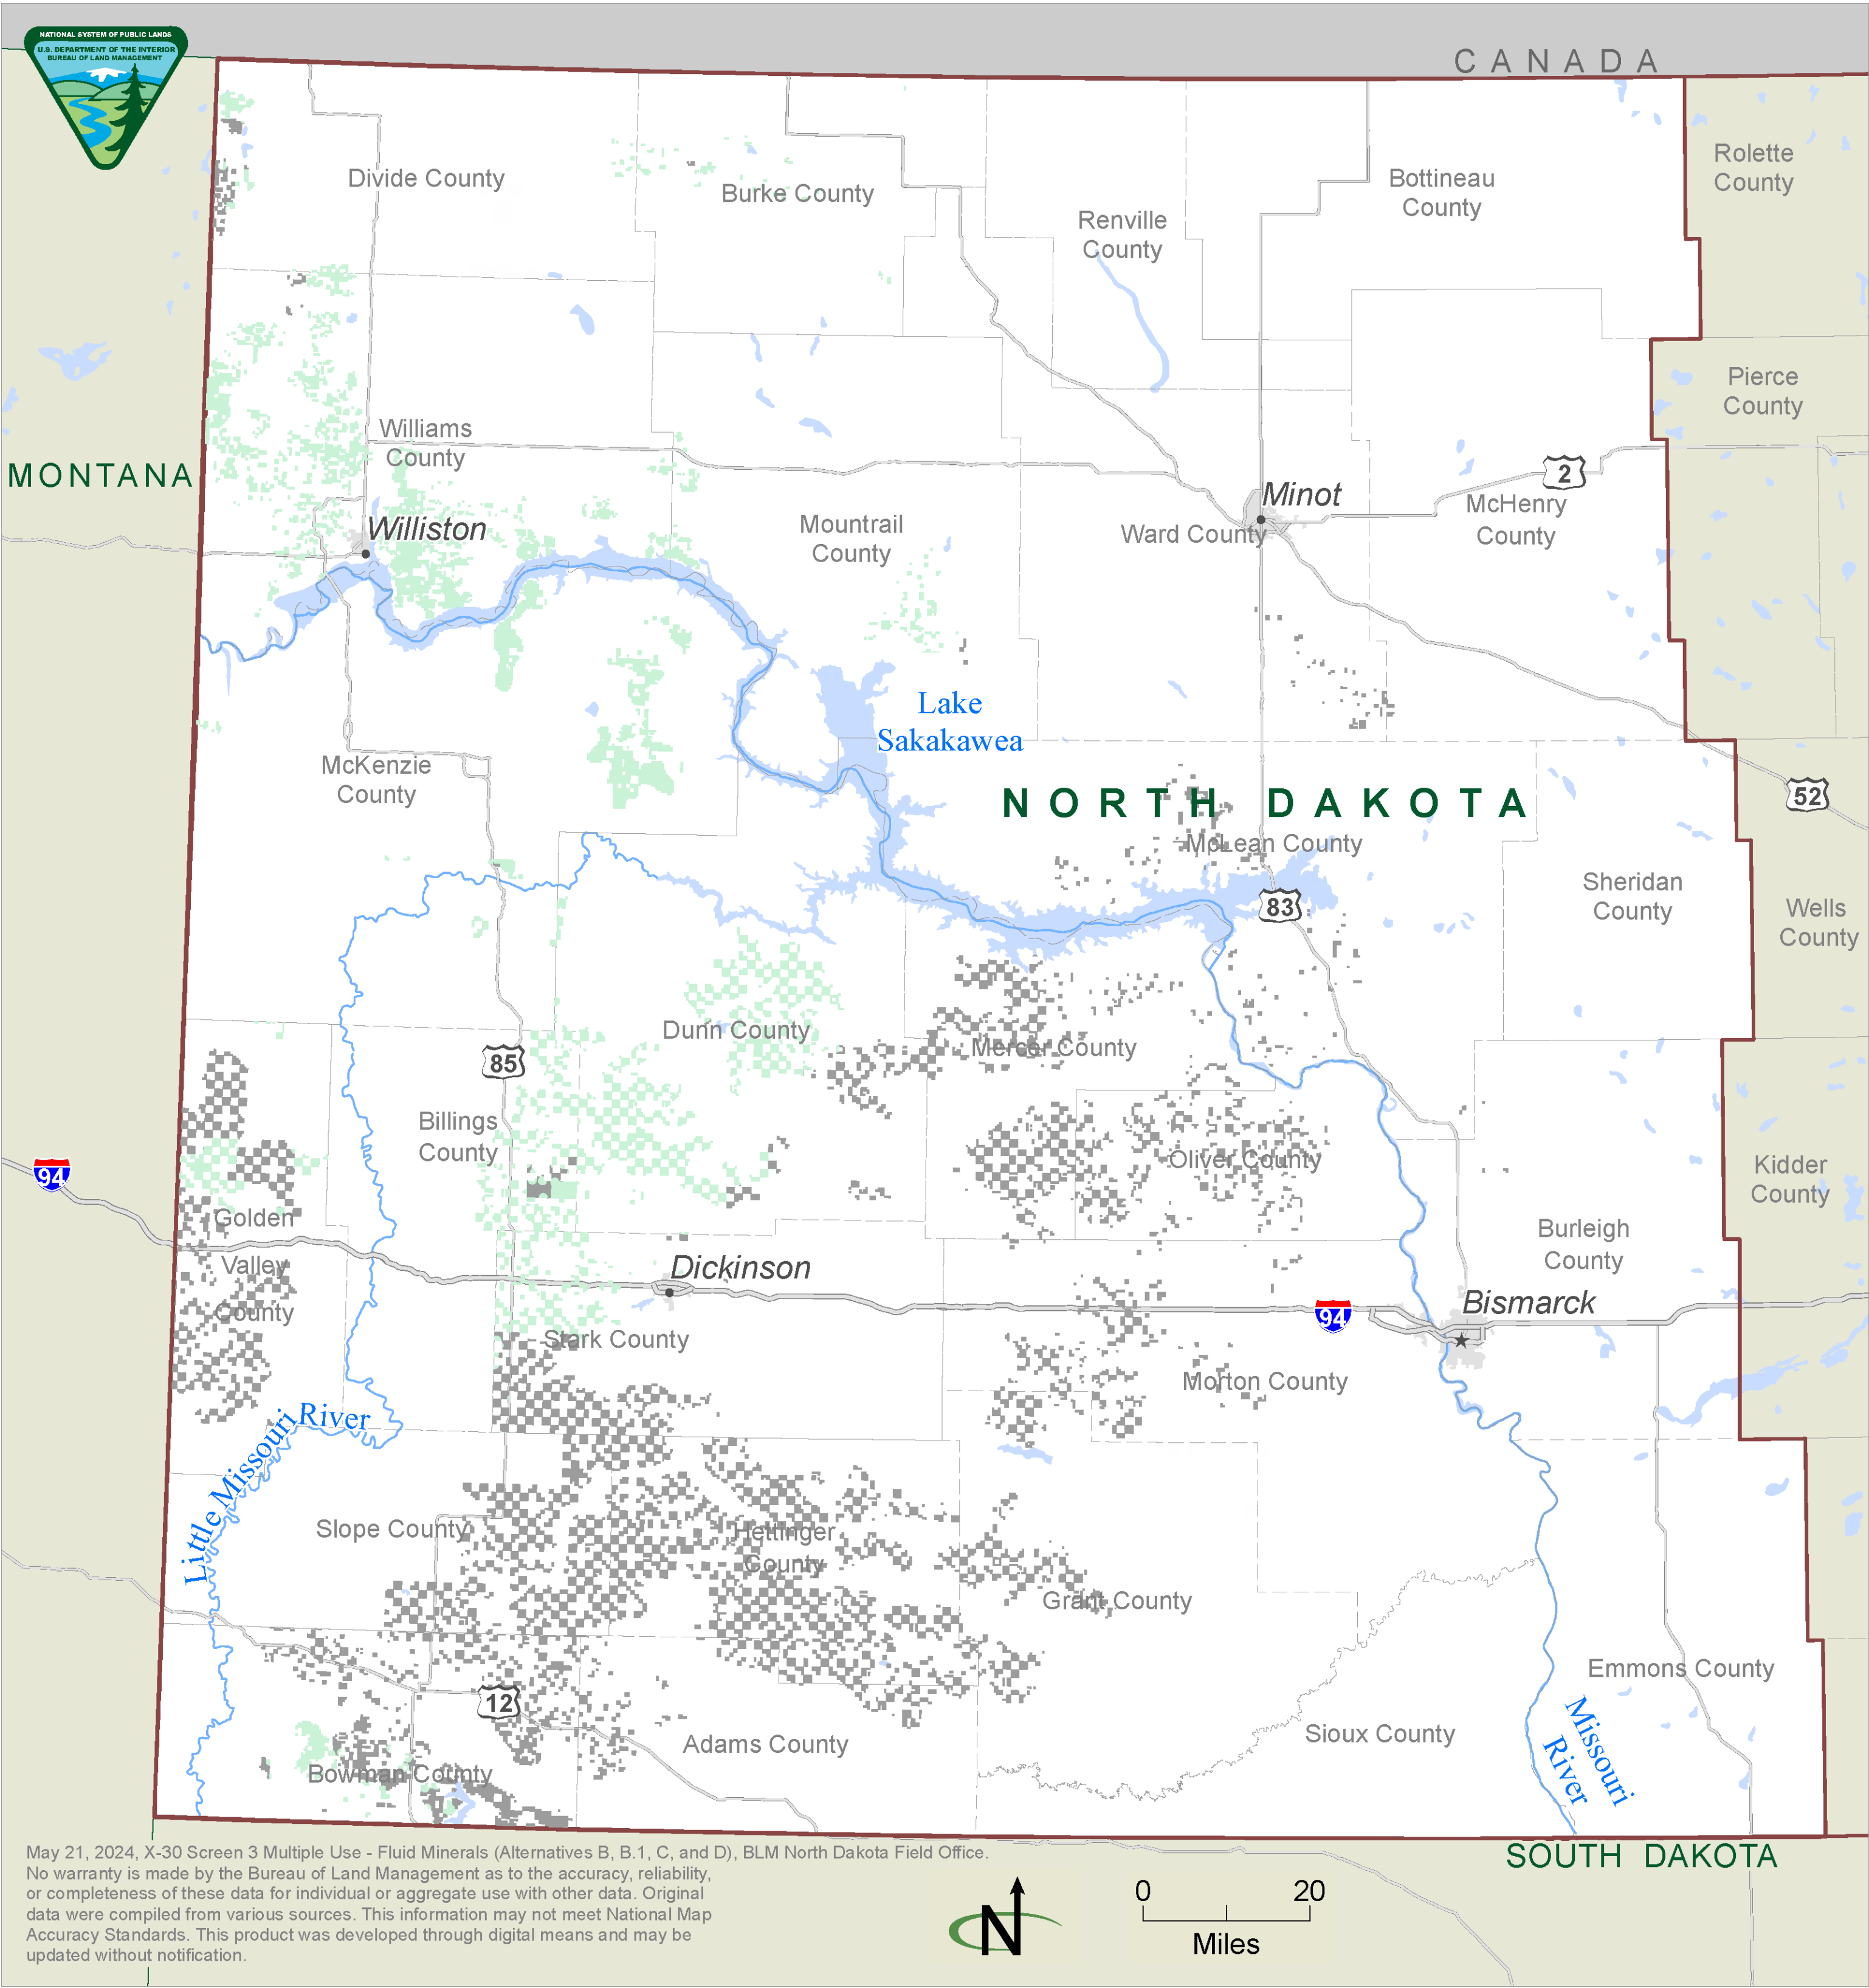 NATIONAL SYSTEM OF PUBLIC LANDS
U.S. DEPARTMENT OF THE INTERIOR
BUREAU OF LAND MANAGEMENT
CANADA
Divide County
Burke County
Renville
County
Bottineau
County
Rolette
County
Pierce
County
MONTANA
Williams
County
Williston
Mountrail
County
Ward County
Minot
2
McHenry
County
Lake
Sakakawea
McKenzie
County
NORTH DAKOTA
52
McLean County
83
Sheridan
County
Wells
County
Dunn County
Mercer County
85
Billings
County
Oliver County
94
Kidder
County
Golden
Valley
County
Burleigh
County
Dickinson
Bismarck
94
Stark County
Morton County
Little Missouri River
Slope County
Hettinger
County
Grant County
Emmons County
12
Adams County
Sioux County
Missouri
River
Bowman County
May 21, 2024, X-30 Screen 3 Multiple Use - Fluid Minerals (Alternatives B, B.1, C, and D), BLM North Dakota Field Office.
No warranty is made by the Bureau of Land Management as to the accuracy, reliability,
or completeness of these data for individual or aggregate use with other data. Original
data were compiled from various sources. This information may not meet National Map
Accuracy Standards. This product was developed through digital means and may be
updated without notification.
SOUTH DAKOTA
N
0 20
Miles